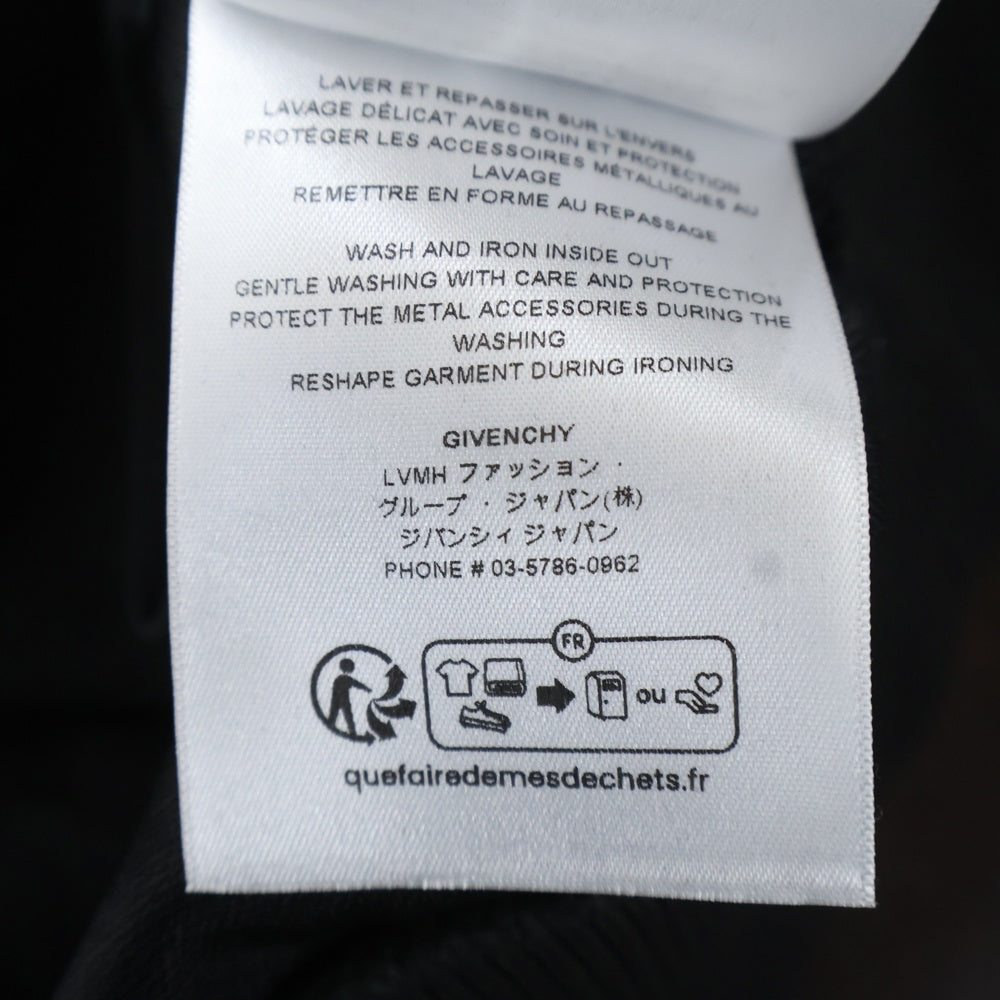 LAVER ET REPASSER SUR L'ENVERS
LAVAGE DÉLICAT AVEC SOIN ET PROTECTION
PROTÉGER LES ACCESSOIRES MÉTALLIQUES AU
LAVAGE
REMETTRE EN FORME AU REPASSAGE
WASH AND IRON INSIDE OUT
GENTLE WASHING WITH CARE AND PROTECTION
PROTECT THE METAL ACCESSORIES DURING THE
WASHING
RESHAPE GARMENT DURING IRONING
GIVENCHY
LVMH ファッション ・
グループ ・ ジャパン(株)
ジバンシィ ジャパン
PHONE # 03-5786-0962
FR
ou
quefairedemesdechets.fr